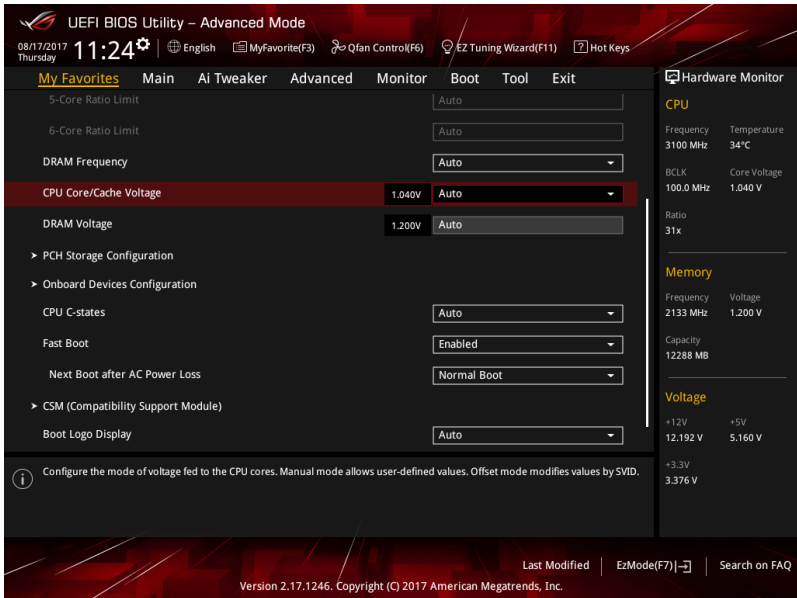 UEFI BIOS Utility – Advanced Mode
08/17/2017 Thursday 11:24 English MyFavorite(F3) Qfan Control(F6) EZ Tuning Wizard(F11) ? Hot Keys
My Favorites Main Ai Tweaker Advanced Monitor Boot Tool Exit
5-Core Ratio Limit Auto
6-Core Ratio Limit Auto
DRAM Frequency Auto
CPU Core/Cache Voltage 1.040V Auto
DRAM Voltage 1.200V Auto
PCH Storage Configuration
Onboard Devices Configuration
CPU C-states Auto
Fast Boot Enabled
Next Boot after AC Power Loss Normal Boot
CSM (Compatibility Support Module)
Boot Logo Display Auto
Configure the mode of voltage fed to the CPU cores. Manual mode allows user-defined values. Offset mode modifies values by SVID.
Hardware Monitor
CPU
Frequency Temperature
3100 MHz 34°C
BCLK Core Voltage
100.0 MHz 1.040 V
Ratio
31x
Memory
Frequency Voltage
2133 MHz 1.200 V
Capacity
12288 MB
Voltage
+12V +5V
12.192 V 5.160 V
+3.3V
3.376 V
Last Modified EzMode(F7) Search on FAQ
Version 2.17.1246. Copyright (C) 2017 American Megatrends, Inc.